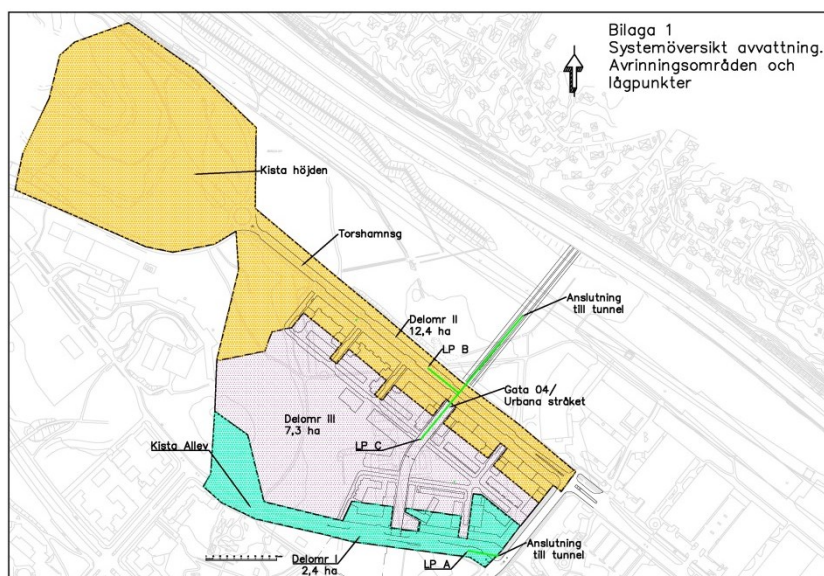 Bilaga 1
Systemöversikt avvattning.
Avrinningsområden och
lågpunkter
Kista höjden
Torshamnsg
Anslutning
till tunnel
Delomr II
12,4 ha
LP B
Gata 04/
Urbana stråket
Delomr III
7,3 ha
LP C
Kista Allev
Anslutning
till tunnel
Delomr I
2,4 ha
LP A